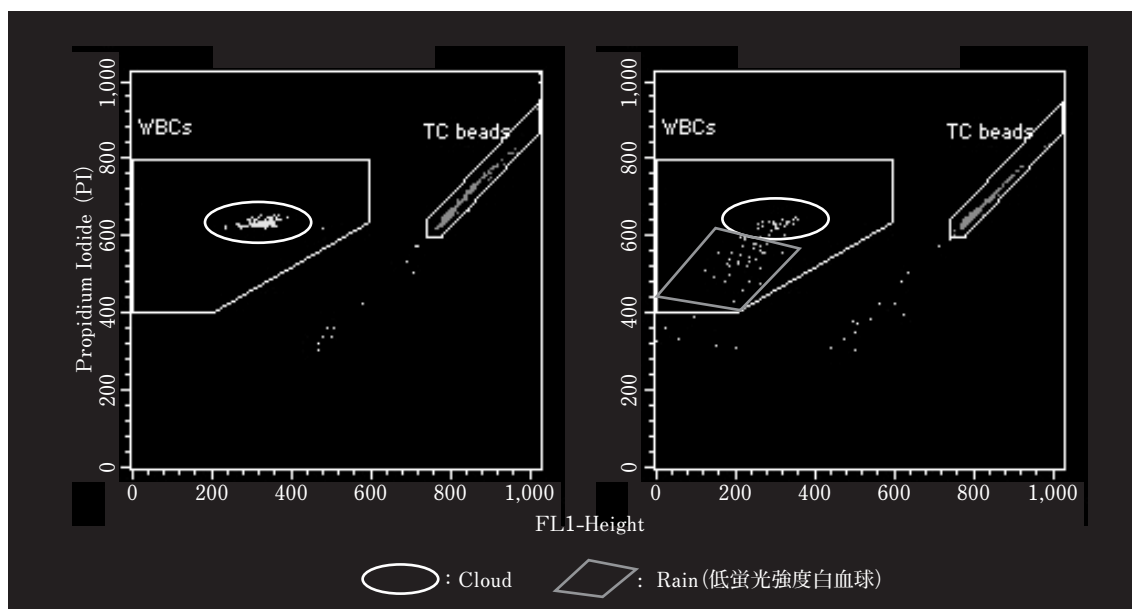 WBCs
TC beads
Propidium Iodide (PI)
1,000
800
600
400
200
0
0 200 400 600 800 1,000
WBCs
TC beads
1,000
800
600
400
200
0
0 200 400 600 800 1,000
FL1-Height
: Cloud : Rain(低蛍光強度白血球)